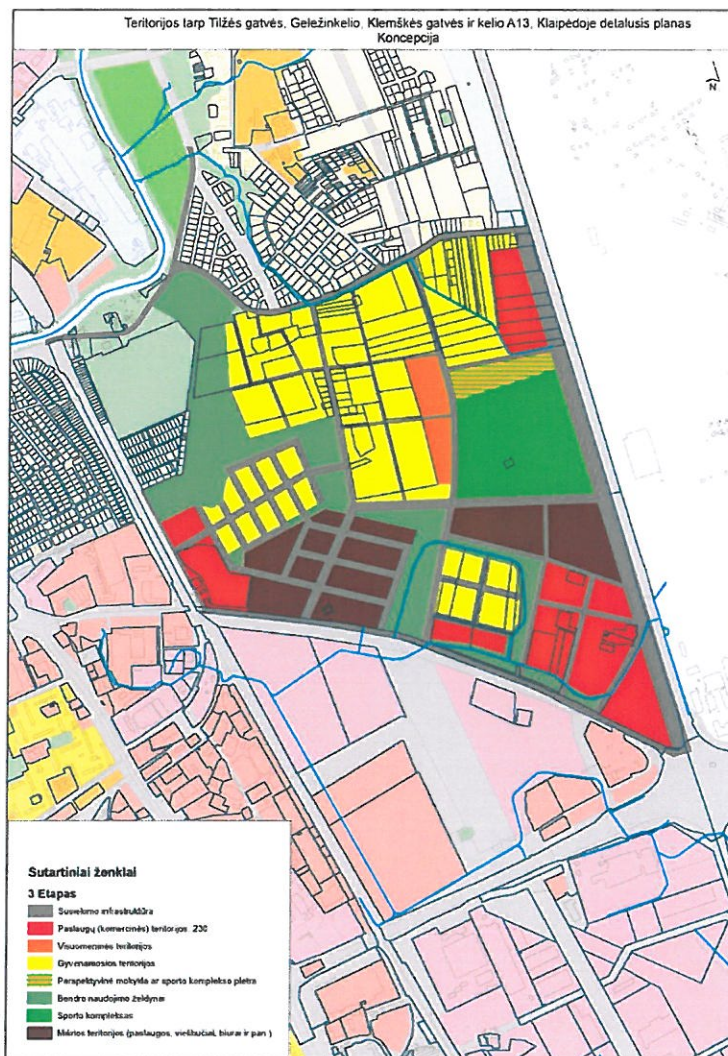 Teritorijos tarp Tilžės gatvės, Geležinkelio, Klemiškės gatvės ir kelio A13, Klaipėdoje detalusis planas
Koncepcija
N
Sutartiniai ženklai
3 Etapas
Susisiekimo infrastruktūra
Paslaugų (komercinės) teritorijos 230
Visuomeninės teritorijos
Gyvenamosios teritorijos
Perspektyvinė mokykla ar sporto komplekso plėtra
Bendro naudojimo želdynai
Sporto kompleksas
Mišrios teritorijos (paslaugos, viešbučiai, biurai ir pan.)